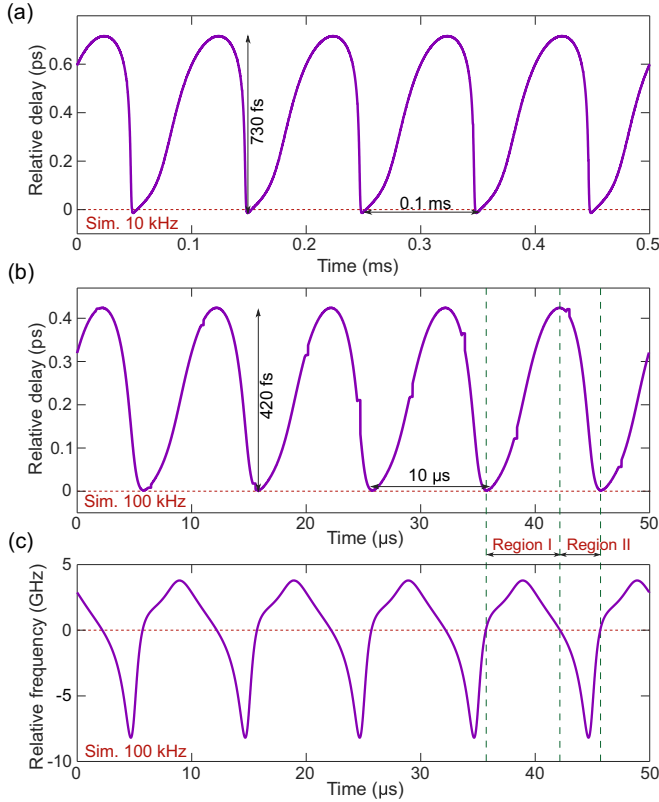 (a)
Relative delay (ps)
0.6
0.4
0.2
0
730 fs
0.1 ms
Sim. 10 kHz
0
0.1
0.2
0.3
0.4
0.5
Time (ms)
(b)
Relative delay (ps)
0.4
0.3
0.2
0.1
0
420 fs
10 µs
Sim. 100 kHz
0
10
20
30
40
50
Time (µs)
Region I
Region II
(c)
Relative frequency (GHz)
5
0
-5
-10
Sim. 100 kHz
0
10
20
30
40
50
Time (µs)